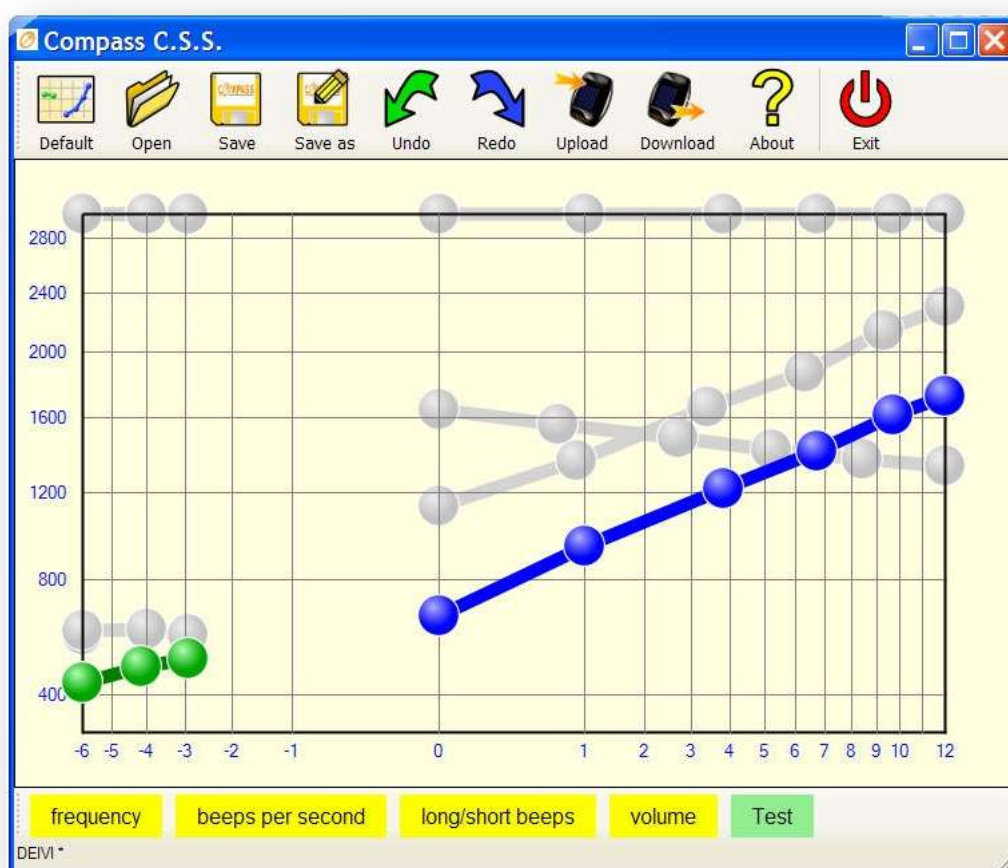 Compass C.S.S.
COMPASS
COMPASS
Default Open Save Save as Undo Redo Upload Download About Exit
2800
2400
2000
1600
1200
800
400
-6 -5 -4 -3 -2 -1 0 1 2 3 4 5 6 7 8 9 10 12
frequency beeps per second long/short beeps volume Test
DEIVI *